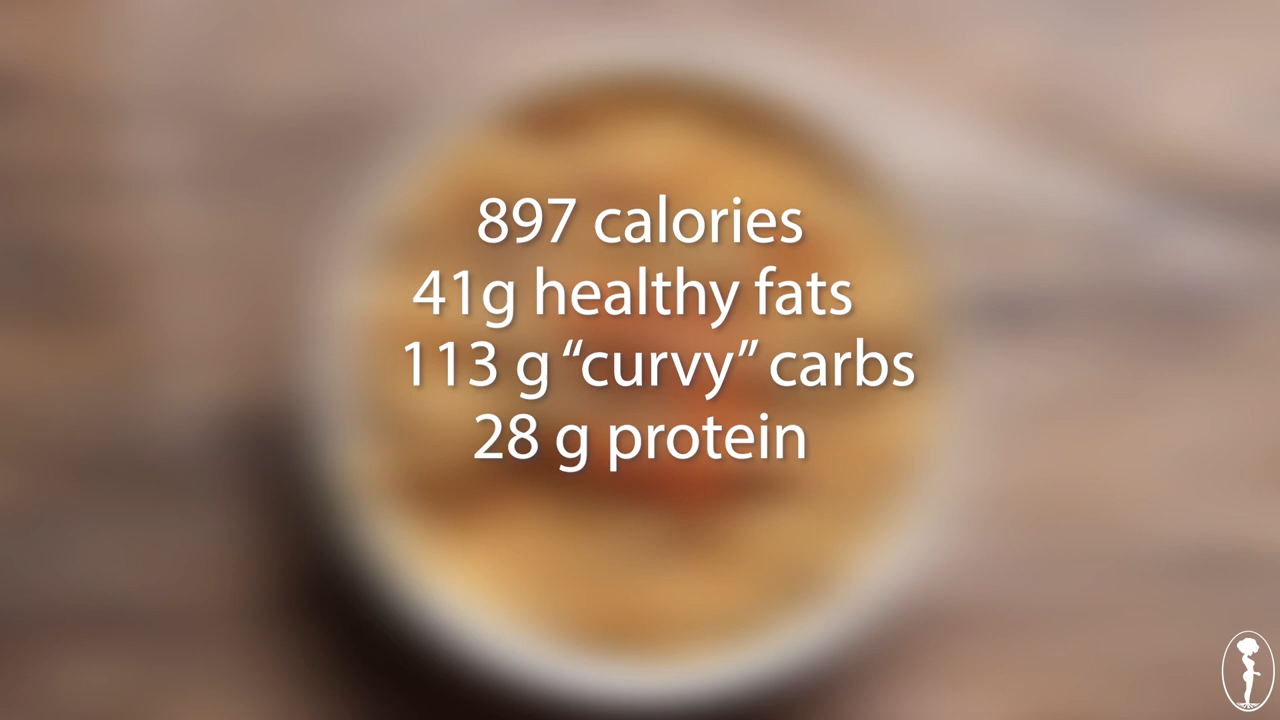 897 calories
41g healthy fats
113 g “curvy” carbs
28 g protein